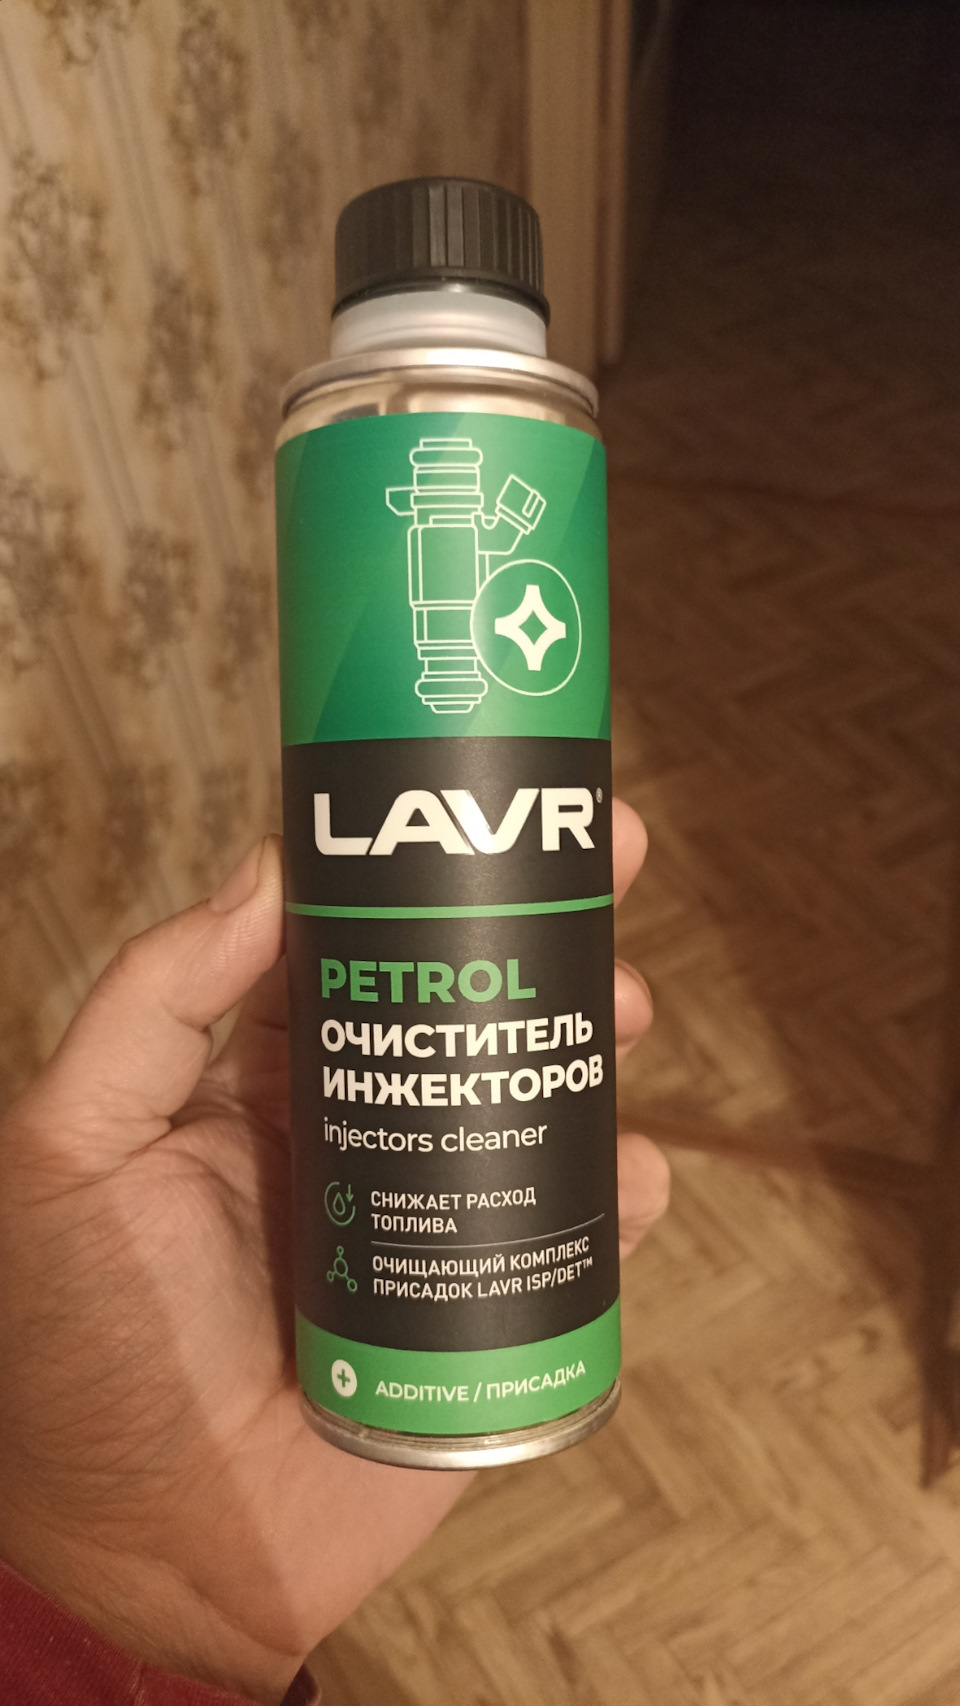 LAVR®
PETROL
ОЧИСТИТЕЛЬ
ИНЖЕКТОРОВ
injectors cleaner
СНИЖАЕТ РАСХОД
ТОПЛИВА
ОЧИЩАЮЩИЙ КОМПЛЕКС
ПРИСАДОК LAVR ISP/DET™
ADDITIVE / ПРИСАДКА